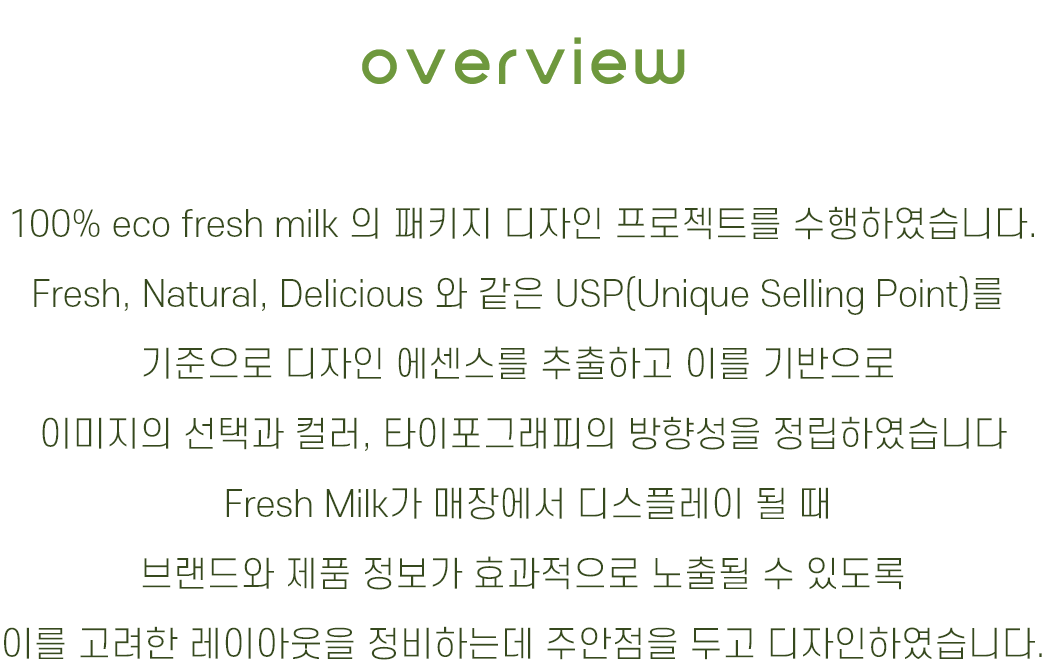 overview
100% eco fresh milk 의 패키지 디자인 프로젝트를 수행하였습니다.
Fresh, Natural, Delicious 와 같은 USP(Unique Selling Point)를
기준으로 디자인 에센스를 추출하고 이를 기반으로
이미지의 선택과 컬러, 타이포그래피의 방향성을 정립하였습니다
Fresh Milk가 매장에서 디스플레이 될 때
브랜드와 제품 정보가 효과적으로 노출될 수 있도록
이를 고려한 레이아웃을 정비하는데 주안점을 두고 디자인하였습니다.